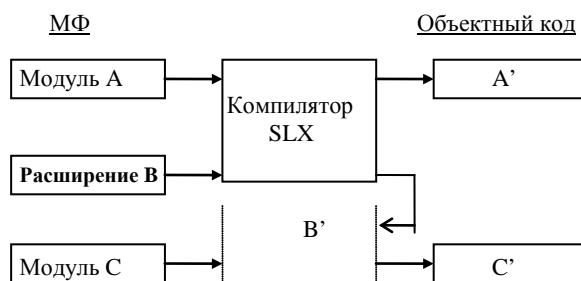 МФ
Объектный код
Модуль А
Компилятор
SLX
А’
Расширение В
В’
Модуль С
С’